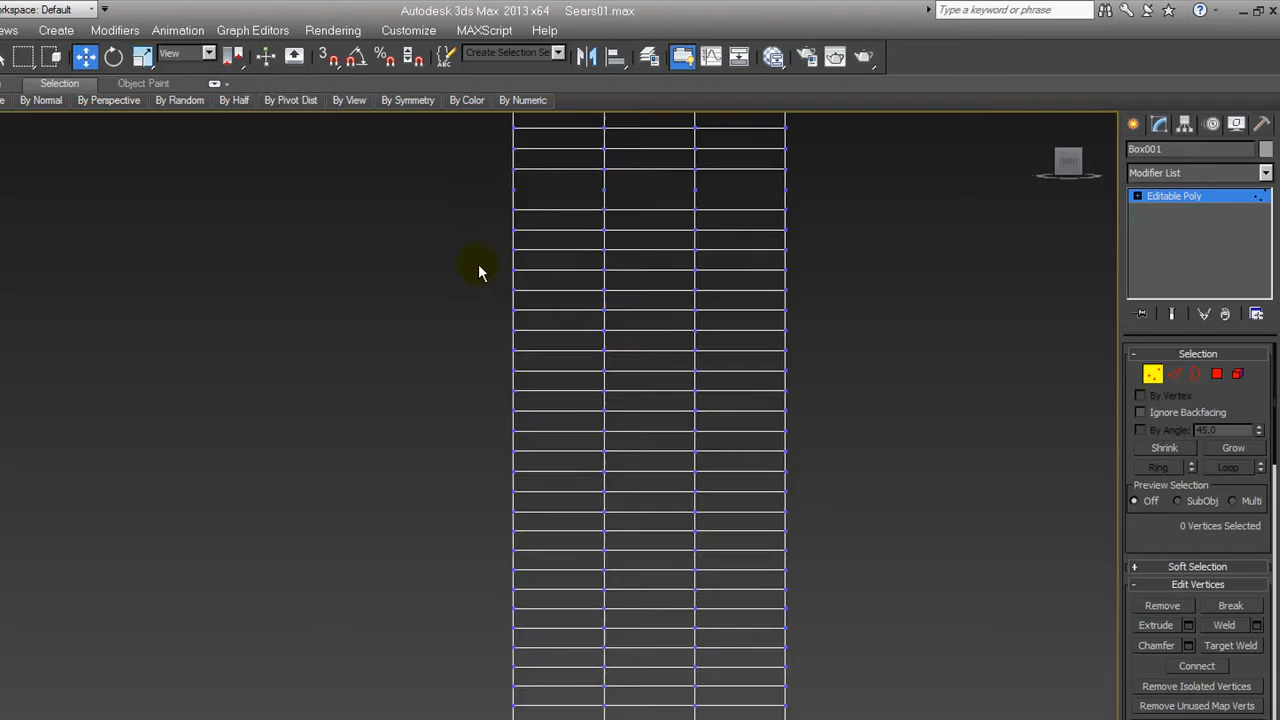 orkspace: Default
Autodesk 3ds Max 2013 x64 Sears01.max
Type a keyword or phrase
ews Create Modifiers Animation Graph Editors Rendering Customize MAXScript Help
View
3
Create Selection Se
ABC
Selection Object Paint
e By Normal By Perspective By Random By Half By Pivot Dist By View By Symmetry By Color By Numeric
FRONT
Box001
Modifier List
Editable Poly
- Selection
By Vertex
Ignore Backfacing
By Angle: 45.0
Shrink Grow
Ring Loop
Preview Selection
Off SubObj Multi
0 Vertices Selected
+ Soft Selection
- Edit Vertices
Remove Break
Extrude Weld
Chamfer Target Weld
Connect
Remove Isolated Vertices
Remove Unused Map Verts